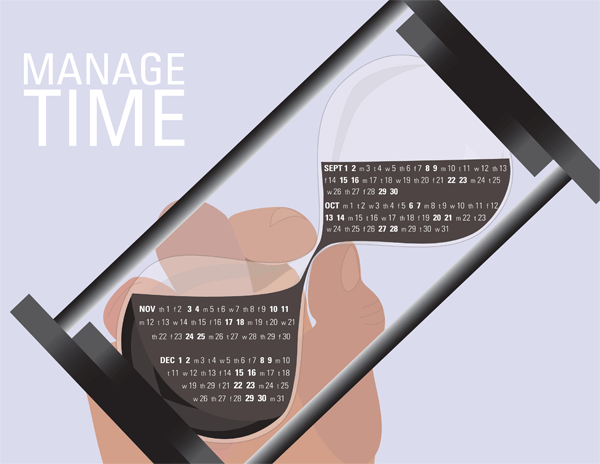 MANAGE
TIME
SEPT 1 2 m 3 t 4 w 5 th 6 f 7 8 9 m 10 t 11 w 12 th 13
f 14 15 16 m 17 t 18 w 19 th 20 f 21 22 23 m 24 t 25
w 26 th 27 f 28 29 30
OCT m 1 t 2 w 3 th 4 f 5 6 7 m 8 t 9 w 10 th 11 f 12
13 14 m 15 t 16 w 17 th 18 f 19 20 21 m 22 t 23
w 24 th 25 f 26 27 28 m 29 t 30 w 31
NOV th 1 f 2 3 4 m 5 t 6 w 7 th 8 f 9 10 11
m 12 t 13 w 14 th 15 f 16 17 18 m 19 t 20 w 21
th 22 f 23 24 25 m 26 t 27 w 28 th 29 f 30
DEC 1 2 m 3 t 4 w 5 th 6 f 7 8 9 m 10
t 11 w 12 th 13 f 14 15 16 m 17 t 18
w 19 th 20 f 21 22 23 m 24 t 25
w 26 th 27 f 28 29 30 m 31